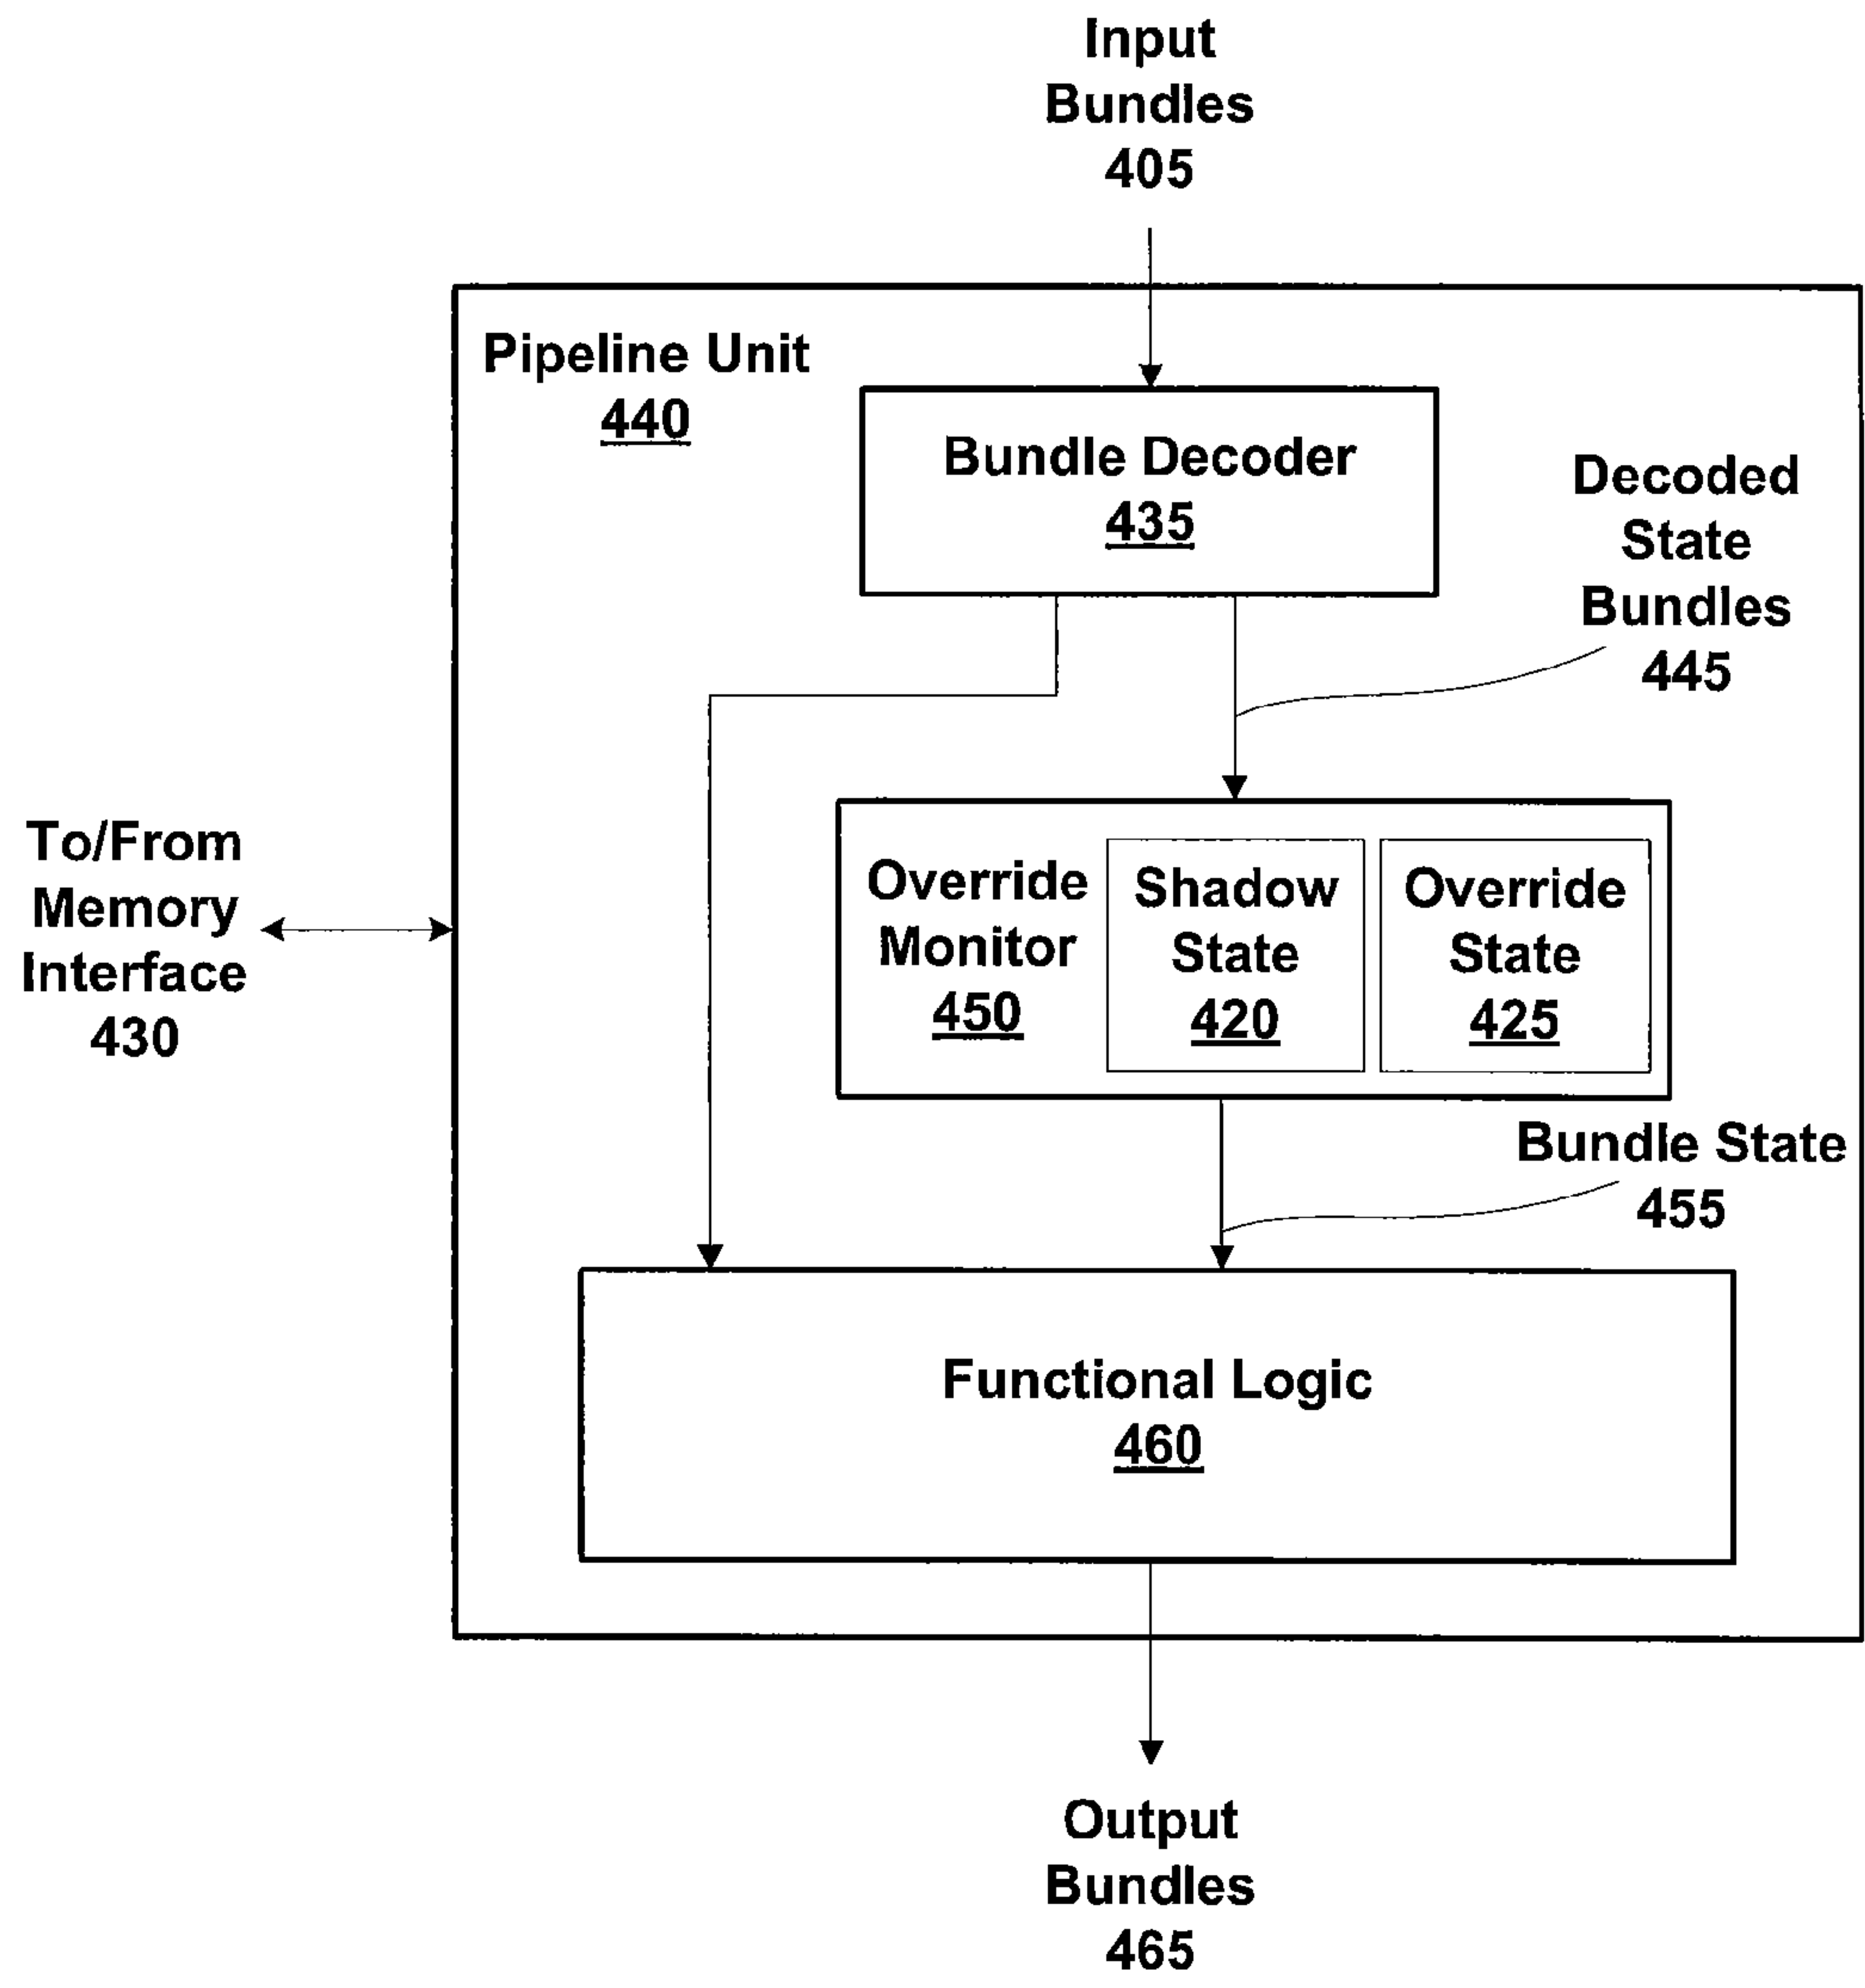 Input
Bundles
405
Pipeline Unit
440
Bundle Decoder
435
Decoded
State
Bundles
445
To/From
Memory
Interface
430
Override
Monitor
450
Shadow
State
420
Override
State
425
Bundle State
455
Functional Logic
460
Output
Bundles
465